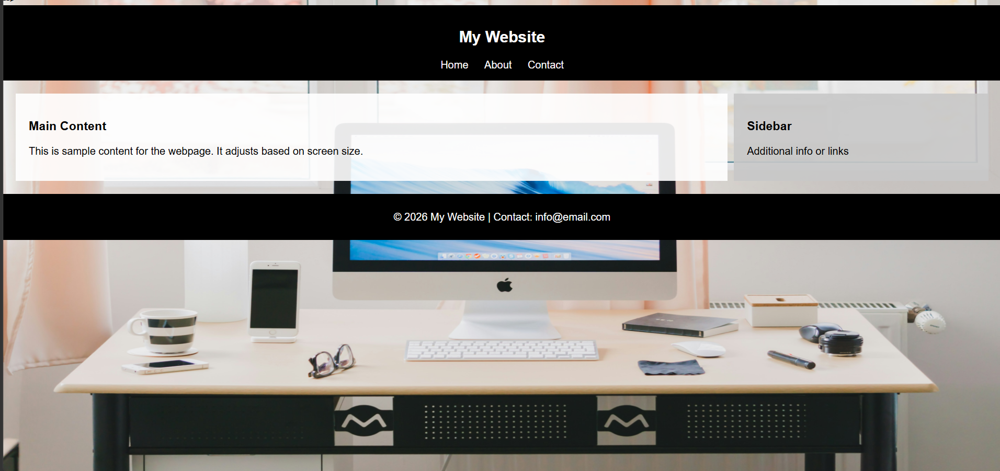 My Website
Home About Contact
Main Content
This is sample content for the webpage. It adjusts based on screen size.
Sidebar
Additional info or links
© 2026 My Website | Contact: info@email.com